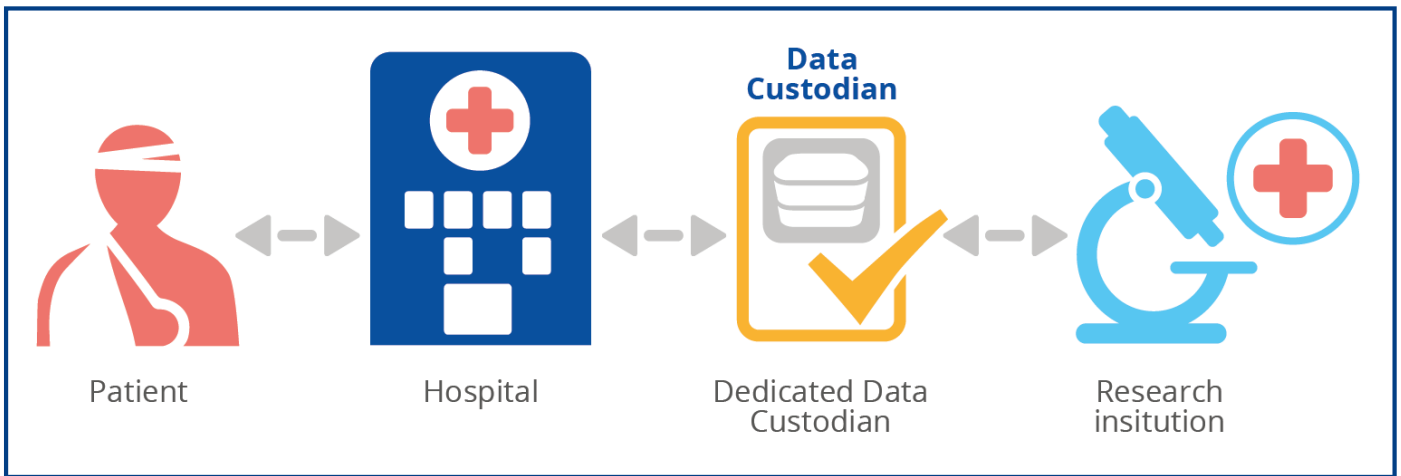 Data
Custodian
Patient
Hospital
Dedicated Data
Custodian
Research
insitution